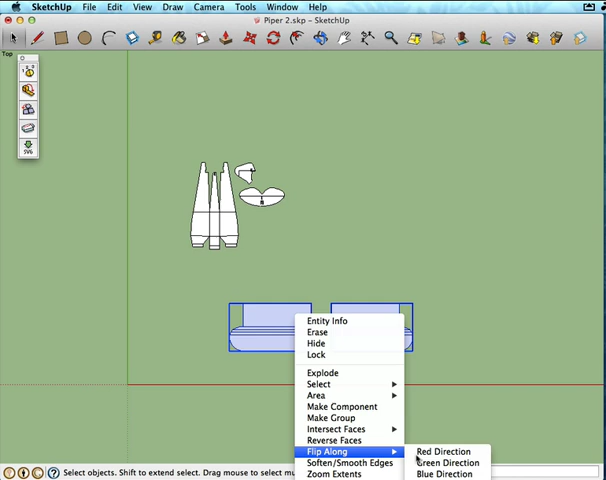 SketchUp File Edit View Draw Camera Tools Window Help
Piper 2.skp - SketchUp
Top
SVG
Entity Info
Erase
Hide
Lock
Explode
Select
Area
Make Component
Make Group
Intersect Faces
Reverse Faces
Flip Along
Soften/Smooth Edges
Zoom Extents
Red Direction
Green Direction
Blue Direction
Select objects. Shift to extend select. Drag mouse to select mu